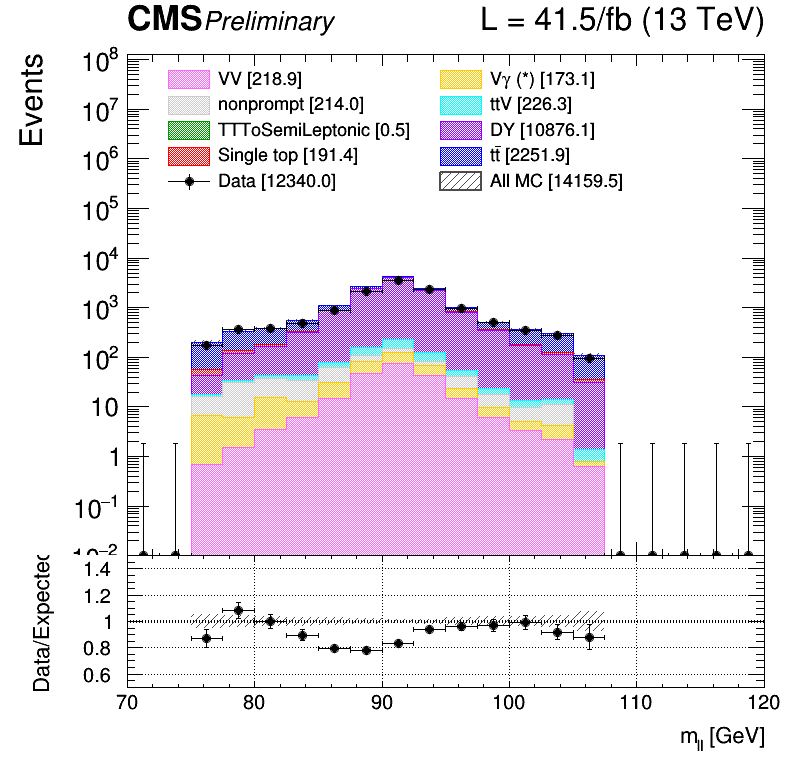 CMS Preliminary L = 41.5/fb (13 TeV)
Events
10⁸
10⁷
10⁶
10⁵
10⁴
10³
10²
10
1
10⁻¹
10⁻²
VV [218.9]
nonprompt [214.0]
TTToSemiLeptonic [0.5]
Single top [191.4]
Data [12340.0]
Vγ (*) [173.1]
ttV [226.3]
DY [10876.1]
tt̄ [2251.9]
All MC [14159.5]
Data/Expected
1.4
1.2
1
0.8
0.6
70 80 90 100 110 120
m_ll [GeV]